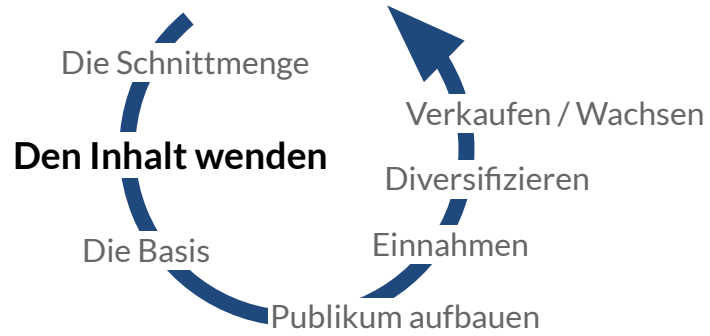 Die Schnittmenge
Den Inhalt wenden
Die Basis
Publikum aufbauen
Einnahmen
Diversifizieren
Verkaufen / Wachsen